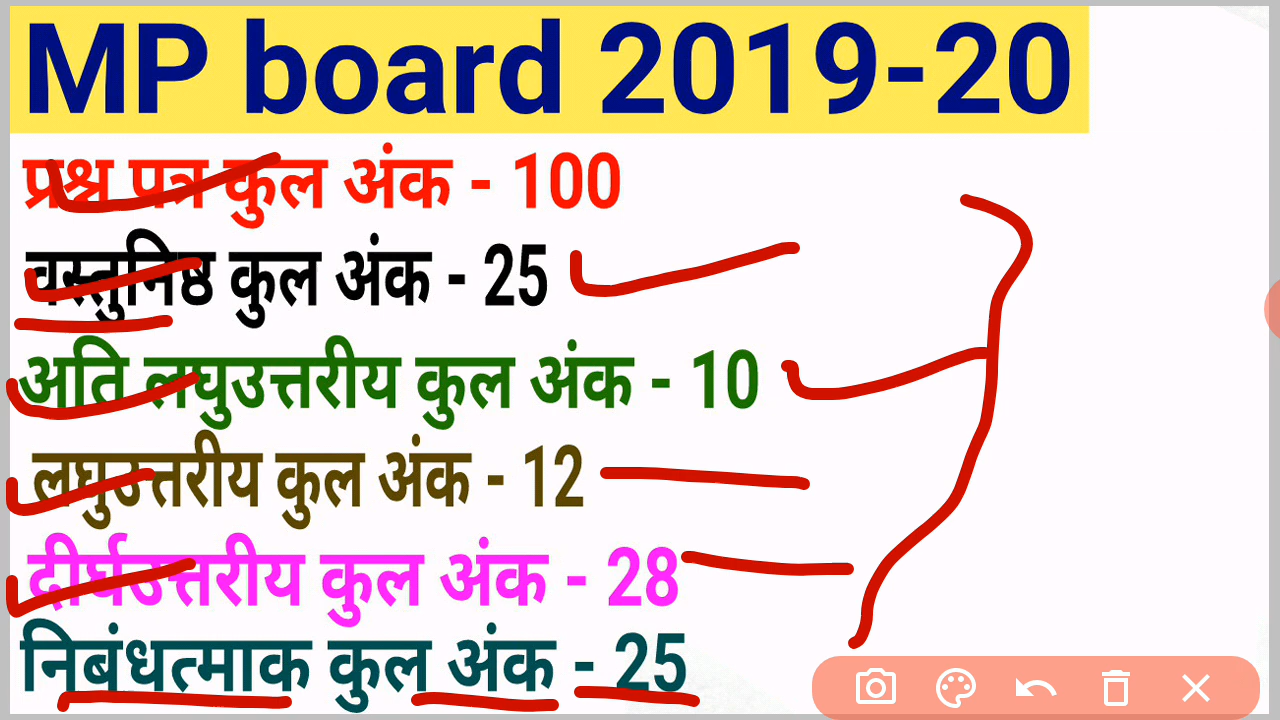 MP board 2019-20
प्रश्न पत्र कुल अंक - 100
वस्तुनिष्ठ कुल अंक - 25
अति लघुउत्तरीय कुल अंक - 10
लघुउत्तरीय कुल अंक - 12
दीर्घउत्तरीय कुल अंक - 28
निबंधत्माक कुल अंक - 25